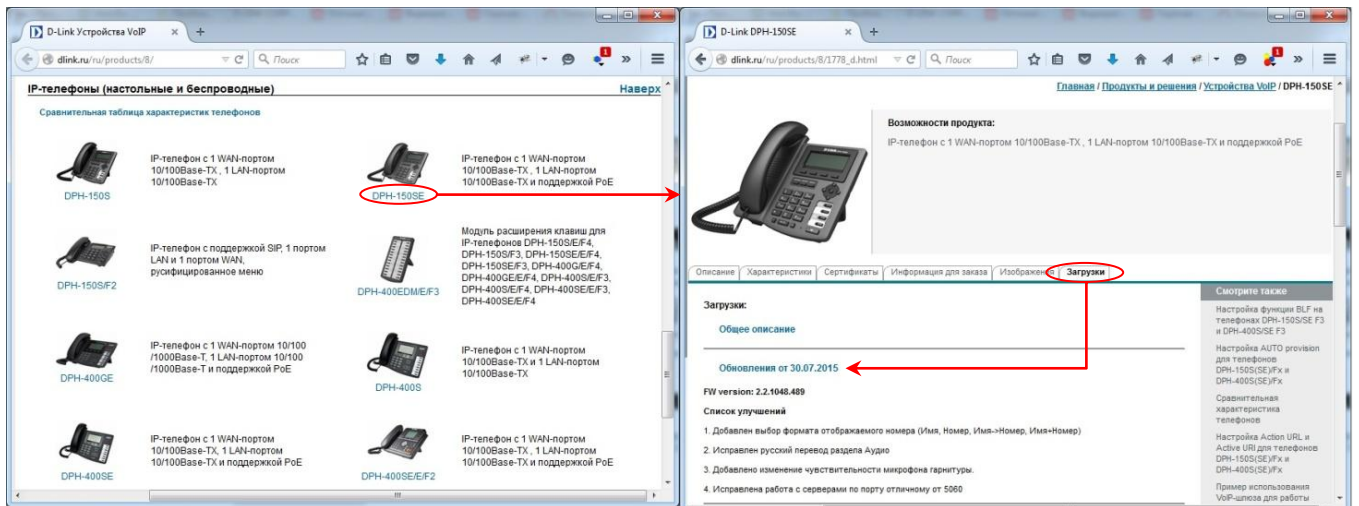 D-Link Устройства VoIP
dlink.ru/ru/products/8/
Поиск
1
IP-телефоны (настольные и беспроводные)
Наверх
Сравнительная таблица характеристик телефонов
IP-телефон с 1 WAN-портом
10/100Base-TX , 1 LAN-портом
10/100Base-TX
DPH-150S
IP-телефон с 1 WAN-портом
10/100Base-TX , 1 LAN-портом
10/100Base-TX и поддержкой PoE
DPH-150SE
IP-телефон с поддержкой SIP, 1 портом
LAN и 1 портом WAN,
русифицированное меню
DPH-150S/F2
Модуль расширения клавиш для
IP-телефонов DPH-150S/E/F4,
DPH-150S/F3, DPH-150SE/E/F4,
DPH-150SE/F3, DPH-400G/E/F4,
DPH-400GE/E/F4, DPH-400S/F3,
DPH-400S/E/F4, DPH-400SE/F3,
DPH-400SE/E/F4
DPH-400EDM/E/F3
IP-телефон с 1 WAN-портом 10/100
/1000Base-T, 1 LAN-портом 10/100
/1000Base-T и поддержкой PoE
DPH-400GE
IP-телефон с 1 WAN-портом
10/100Base-TX и 1 LAN-портом
10/100Base-TX
DPH-400S
IP-телефон с 1 WAN-портом
10/100Base-TX, 1 LAN-портом
10/100Base-TX и поддержкой PoE
DPH-400SE
IP-телефон с 1 WAN-портом
10/100Base-TX , 1 LAN-портом
10/100Base-TX и поддержкой PoE
DPH-400SE/E/F2
D-Link DPH-150SE
dlink.ru/ru/products/8/1778_d.html
Поиск
1
Главная / Продукты и решения / Устройства VoIP / DPH-150SE
Возможности продукта:
IP-телефон с 1 WAN-портом 10/100Base-TX , 1 LAN-портом 10/100Base-TX и поддержкой PoE
Описание Характеристики Сертификаты Информация для заказа Изображения Загрузки
Загрузки:
Общее описание
Обновления от 30.07.2015
FW version: 2.2.1048.489
Список улучшений
1. Добавлен выбор формата отображаемого номера (Имя, Номер, Имя->Номер, Имя+Номер)
2. Исправлен русский перевод раздела Аудио
3. Добавлено изменение чувствительности микрофона гарнитуры.
4. Исправлена работа с серверами по порту отличному от 5060
Смотрите также
Настройка функции BLF на
телефонах DPH-150S/SE F3
и DPH-400S/SE F3
Настройка AUTO provision
для телефонов
DPH-150S(SE)/Fx и
DPH-400S(SE)/Fx
Сравнительная
характеристика
телефонов
Настройка Action URL и
Active URI для телефонов
DPH-150S(SE)/Fx и
DPH-400S(SE)/Fx
Пример использования
VoIP-шлюза для работы